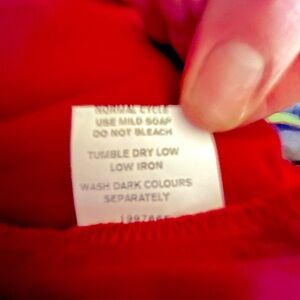 NORMAL CYCLE
USE MILD SOAP
DO NOT BLEACH
TUMBLE DRY LOW
LOW IRON
WASH DARK COLOURS
SEPARATELY